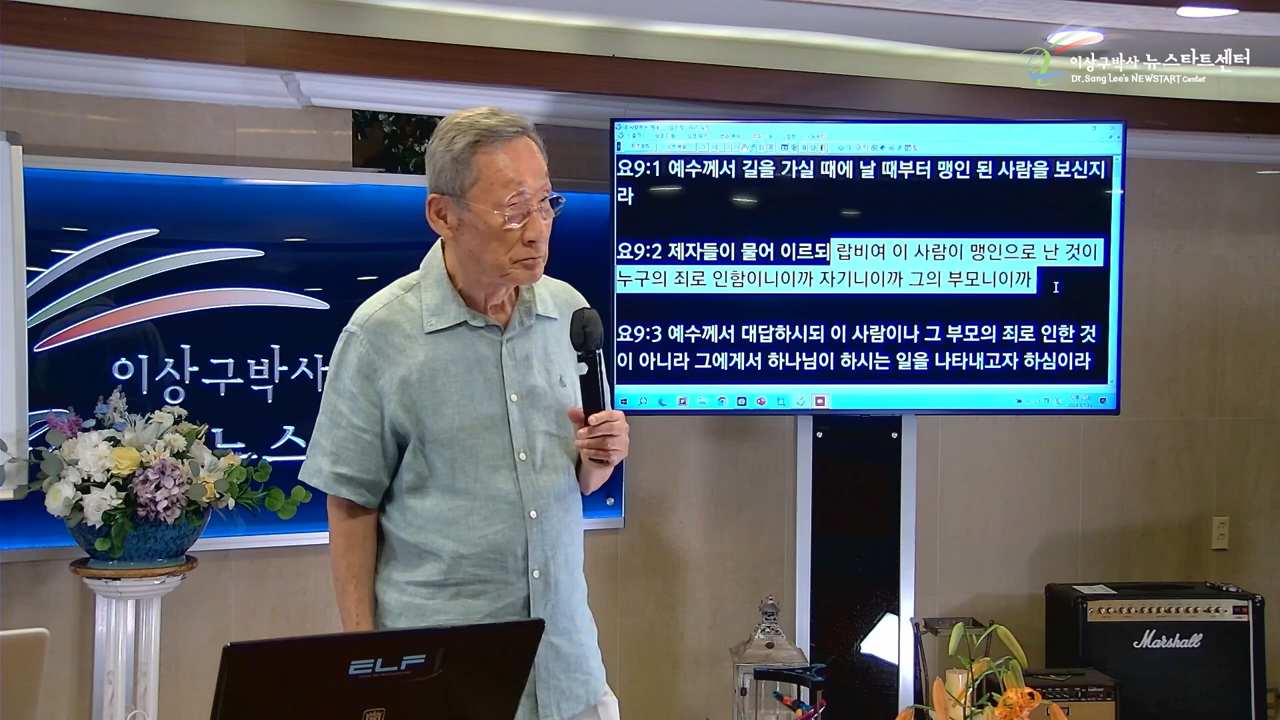 이상구박사 뉴스타트센터
Dr. Sang Lee's NEWSTART Center
요9:1 예수께서 길을 가실 때에 날 때부터 맹인 된 사람을 보신지
라
요9:2 제자들이 물어 이르되 랍비여 이 사람이 맹인으로 난 것이
누구의 죄로 인함이니이까 자기니이까 그의 부모니이까
요9:3 예수께서 대답하시되 이 사람이나 그 부모의 죄로 인한 것
이 아니라 그에게서 하나님이 하시는 일을 나타내고자 하심이라
이상구박사
뉴스
ELF
Marshall